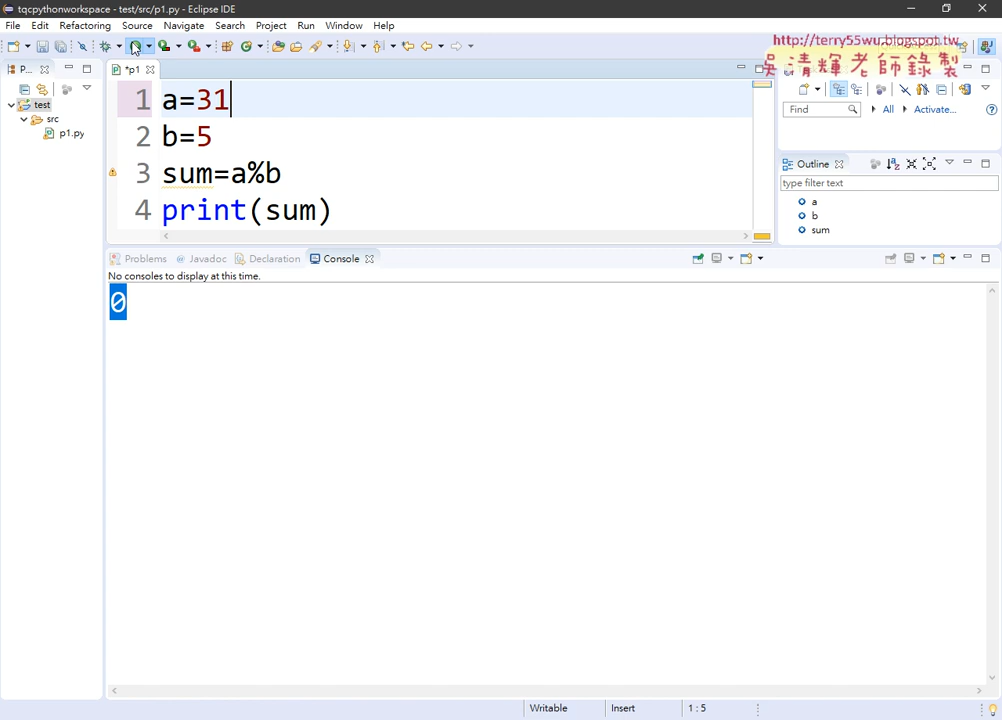 tqcpythonworkspace - test/src/p1.py - Eclipse IDE
File Edit Refactoring Source Navigate Search Project Run Window Help
http://terry55wu.blogspot.tw
吳清輝老師錄製
P...
*p1
test
src
p1.py
1 a=31
2 b=5
3 sum=a%b
4 print(sum)
Find All Activate...
Outline
type filter text
a
b
sum
Problems Javadoc Declaration Console
No consoles to display at this time.
0
Writable Insert 1 : 5